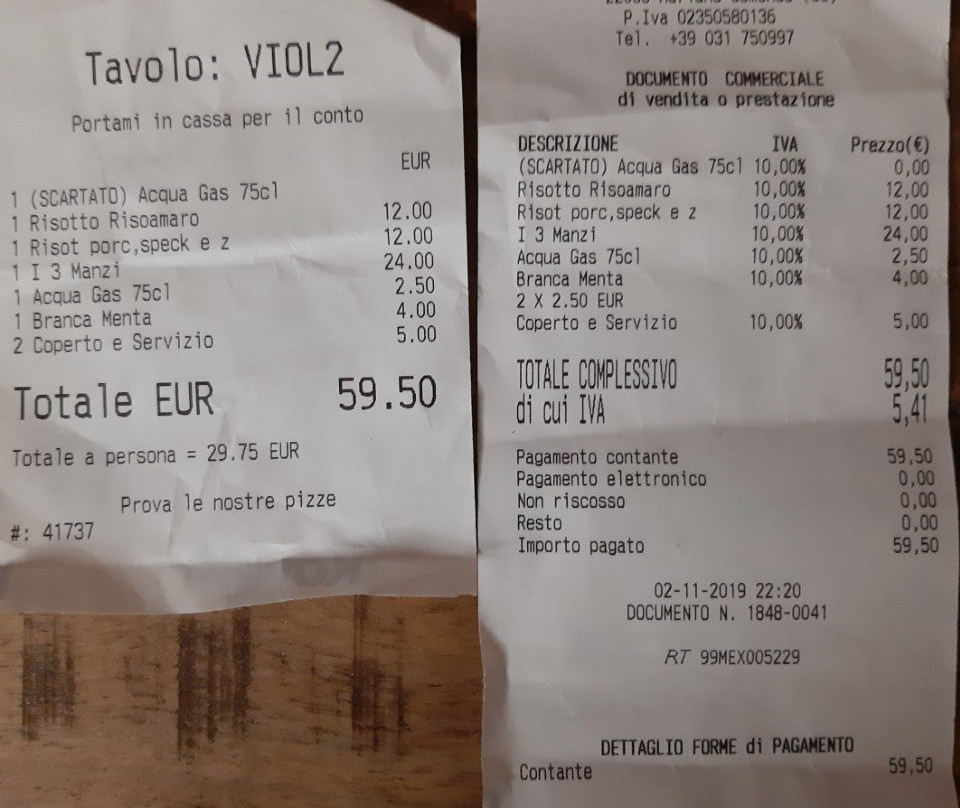 Tavolo: VIOL2
Portami in cassa per il conto
EUR
1 (SCARTATO) Acqua Gas 75cl
1 Risotto Risoamaro 12.00
1 Risot porc,speck e z 12.00
1 I 3 Manzi 24.00
1 Acqua Gas 75cl 2.50
1 Branca Menta 4.00
2 Coperto e Servizio 5.00
Totale EUR 59.50
Totale a persona = 29.75 EUR
Prova le nostre pizze
#: 41737
P.Iva 02350580136
Tel. +39 031 750997
DOCUMENTO COMMERCIALE
di vendita o prestazione
DESCRIZIONE IVA Prezzo(€)
(SCARTATO) Acqua Gas 75cl 10,00% 0,00
Risotto Risoamaro 10,00% 12,00
Risot porc,speck e z 10,00% 12,00
I 3 Manzi 10,00% 24,00
Acqua Gas 75cl 10,00% 2,50
Branca Menta 10,00% 4,00
2 X 2.50 EUR
Coperto e Servizio 10,00% 5,00
TOTALE COMPLESSIVO 59,50
di cui IVA 5,41
Pagamento contante 59,50
Pagamento elettronico 0,00
Non riscosso 0,00
Resto 0,00
Importo pagato 59,50
02-11-2019 22:20
DOCUMENTO N. 1848-0041
RT 99MEX005229
DETTAGLIO FORME di PAGAMENTO
Contante 59,50